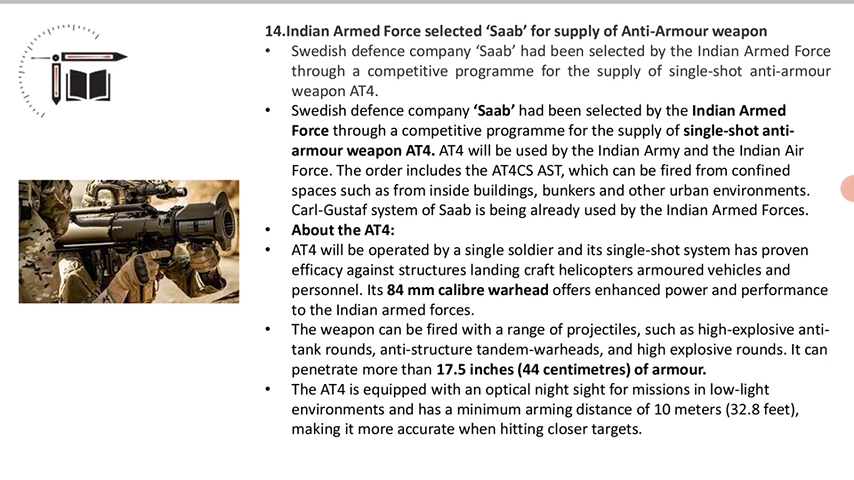 14.Indian Armed Force selected ‘Saab’ for supply of Anti-Armour weapon
• Swedish defence company ‘Saab’ had been selected by the Indian Armed Force
through a competitive programme for the supply of single-shot anti-armour
weapon AT4.
• Swedish defence company ‘Saab’ had been selected by the Indian Armed
Force through a competitive programme for the supply of single-shot anti-
armour weapon AT4. AT4 will be used by the Indian Army and the Indian Air
Force. The order includes the AT4CS AST, which can be fired from confined
spaces such as from inside buildings, bunkers and other urban environments.
Carl-Gustaf system of Saab is being already used by the Indian Armed Forces.
• About the AT4:
• AT4 will be operated by a single soldier and its single-shot system has proven
efficacy against structures landing craft helicopters armoured vehicles and
personnel. Its 84 mm calibre warhead offers enhanced power and performance
to the Indian armed forces.
• The weapon can be fired with a range of projectiles, such as high-explosive anti-
tank rounds, anti-structure tandem-warheads, and high explosive rounds. It can
penetrate more than 17.5 inches (44 centimetres) of armour.
• The AT4 is equipped with an optical night sight for missions in low-light
environments and has a minimum arming distance of 10 meters (32.8 feet),
making it more accurate when hitting closer targets.